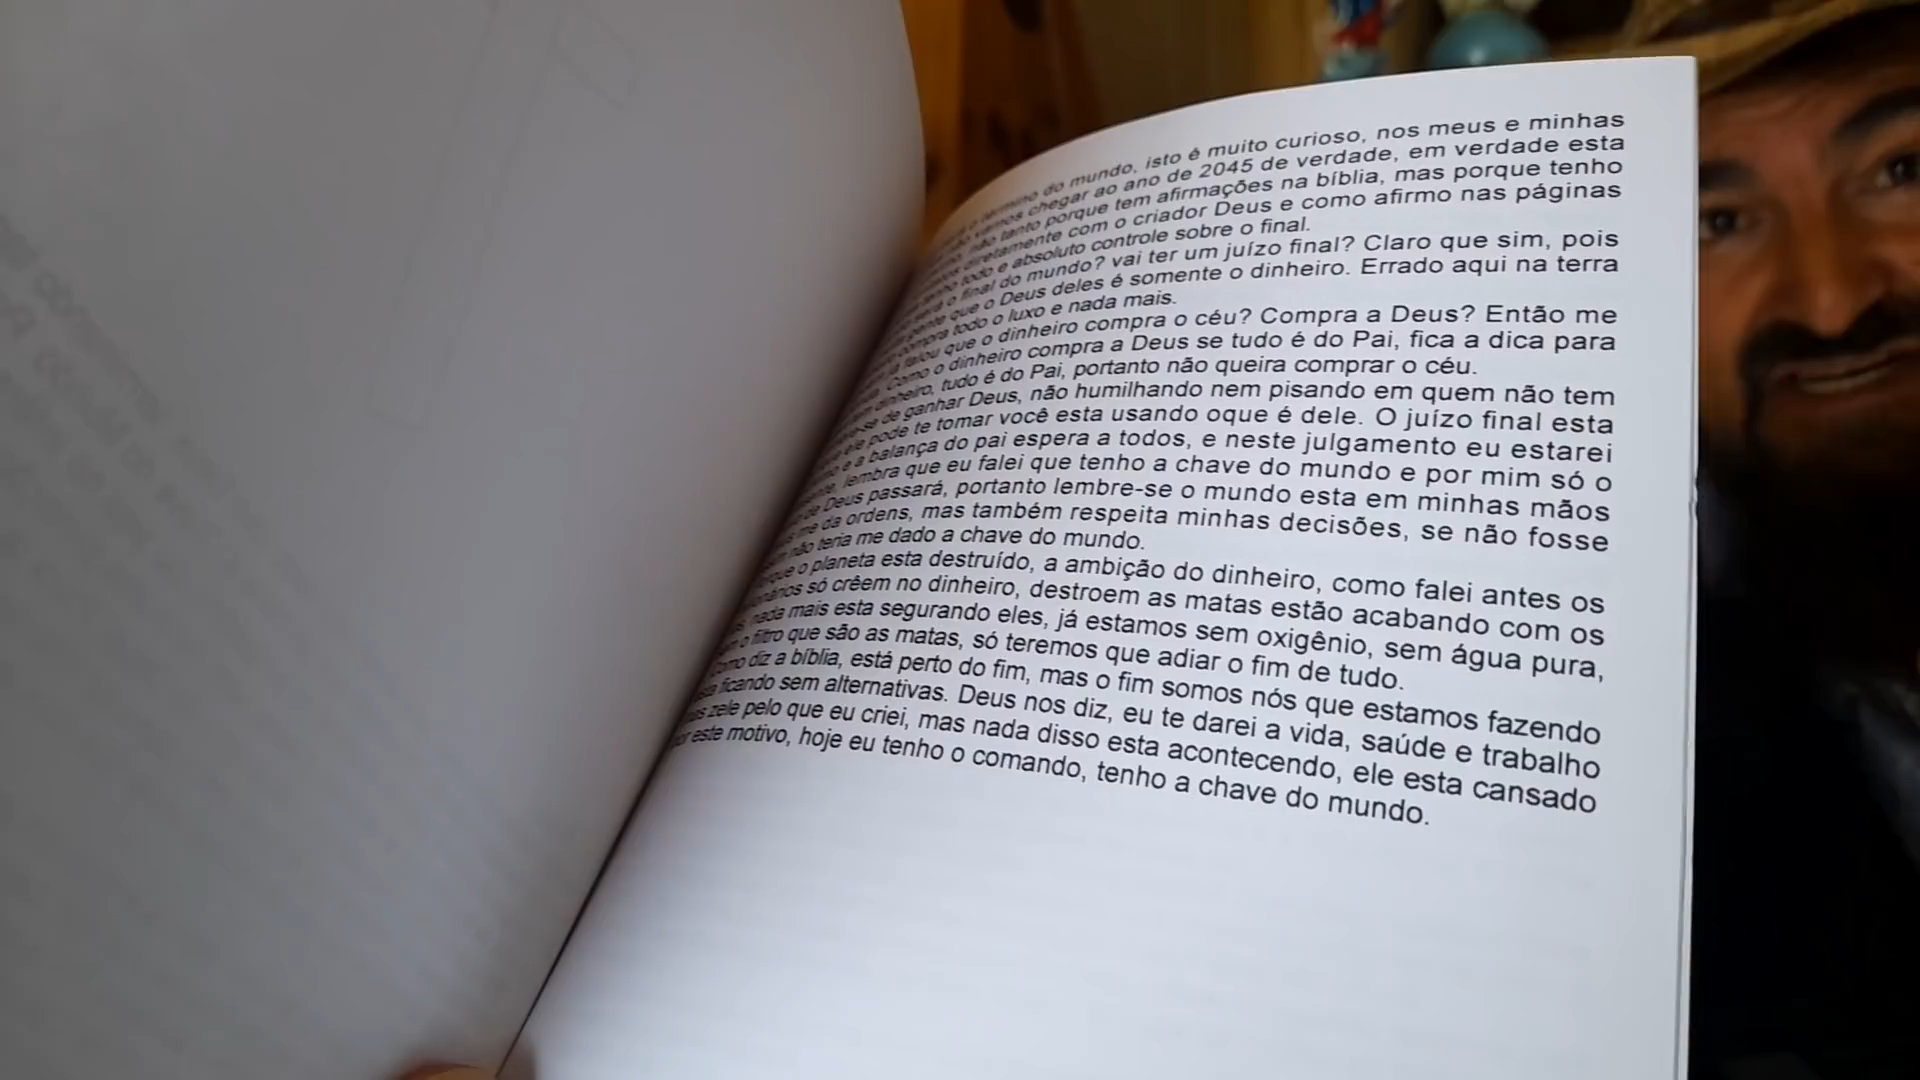 término do mundo, isto é muito curioso, nos meus e minhas
vamos chegar ao ano de 2045 de verdade, em verdade esta
não tanto porque tem afirmações na bíblia, mas porque tenho
diretamente com o criador Deus e como afirmo nas páginas
tenho todo e absoluto controle sobre o final.
será o final do mundo? vai ter um juízo final? Claro que sim, pois
gente que o Deus deles é somente o dinheiro. Errado aqui na terra
compra todo o luxo e nada mais.
já falou que o dinheiro compra o céu? Compra a Deus? Então me
Como o dinheiro compra a Deus se tudo é do Pai, fica a dica para
dinheiro, tudo é do Pai, portanto não queira comprar o céu.
de ganhar Deus, não humilhando nem pisando em quem não tem
ele pode te tomar você esta usando oque é dele. O juízo final esta
e a balança do pai espera a todos, e neste julgamento eu estarei
lembra que eu falei que tenho a chave do mundo e por mim só o
de Deus passará, portanto lembre-se o mundo esta em minhas mãos
me da ordens, mas também respeita minhas decisões, se não fosse
não teria me dado a chave do mundo.
o planeta esta destruído, a ambição do dinheiro, como falei antes os
só crêem no dinheiro, destroem as matas estão acabando com os
nada mais esta segurando eles, já estamos sem oxigênio, sem água pura,
o filtro que são as matas, só teremos que adiar o fim de tudo.
como diz a bíblia, está perto do fim, mas o fim somos nós que estamos fazendo
ficando sem alternativas. Deus nos diz, eu te darei a vida, saúde e trabalho
zele pelo que eu criei, mas nada disso esta acontecendo, ele esta cansado
por este motivo, hoje eu tenho o comando, tenho a chave do mundo.